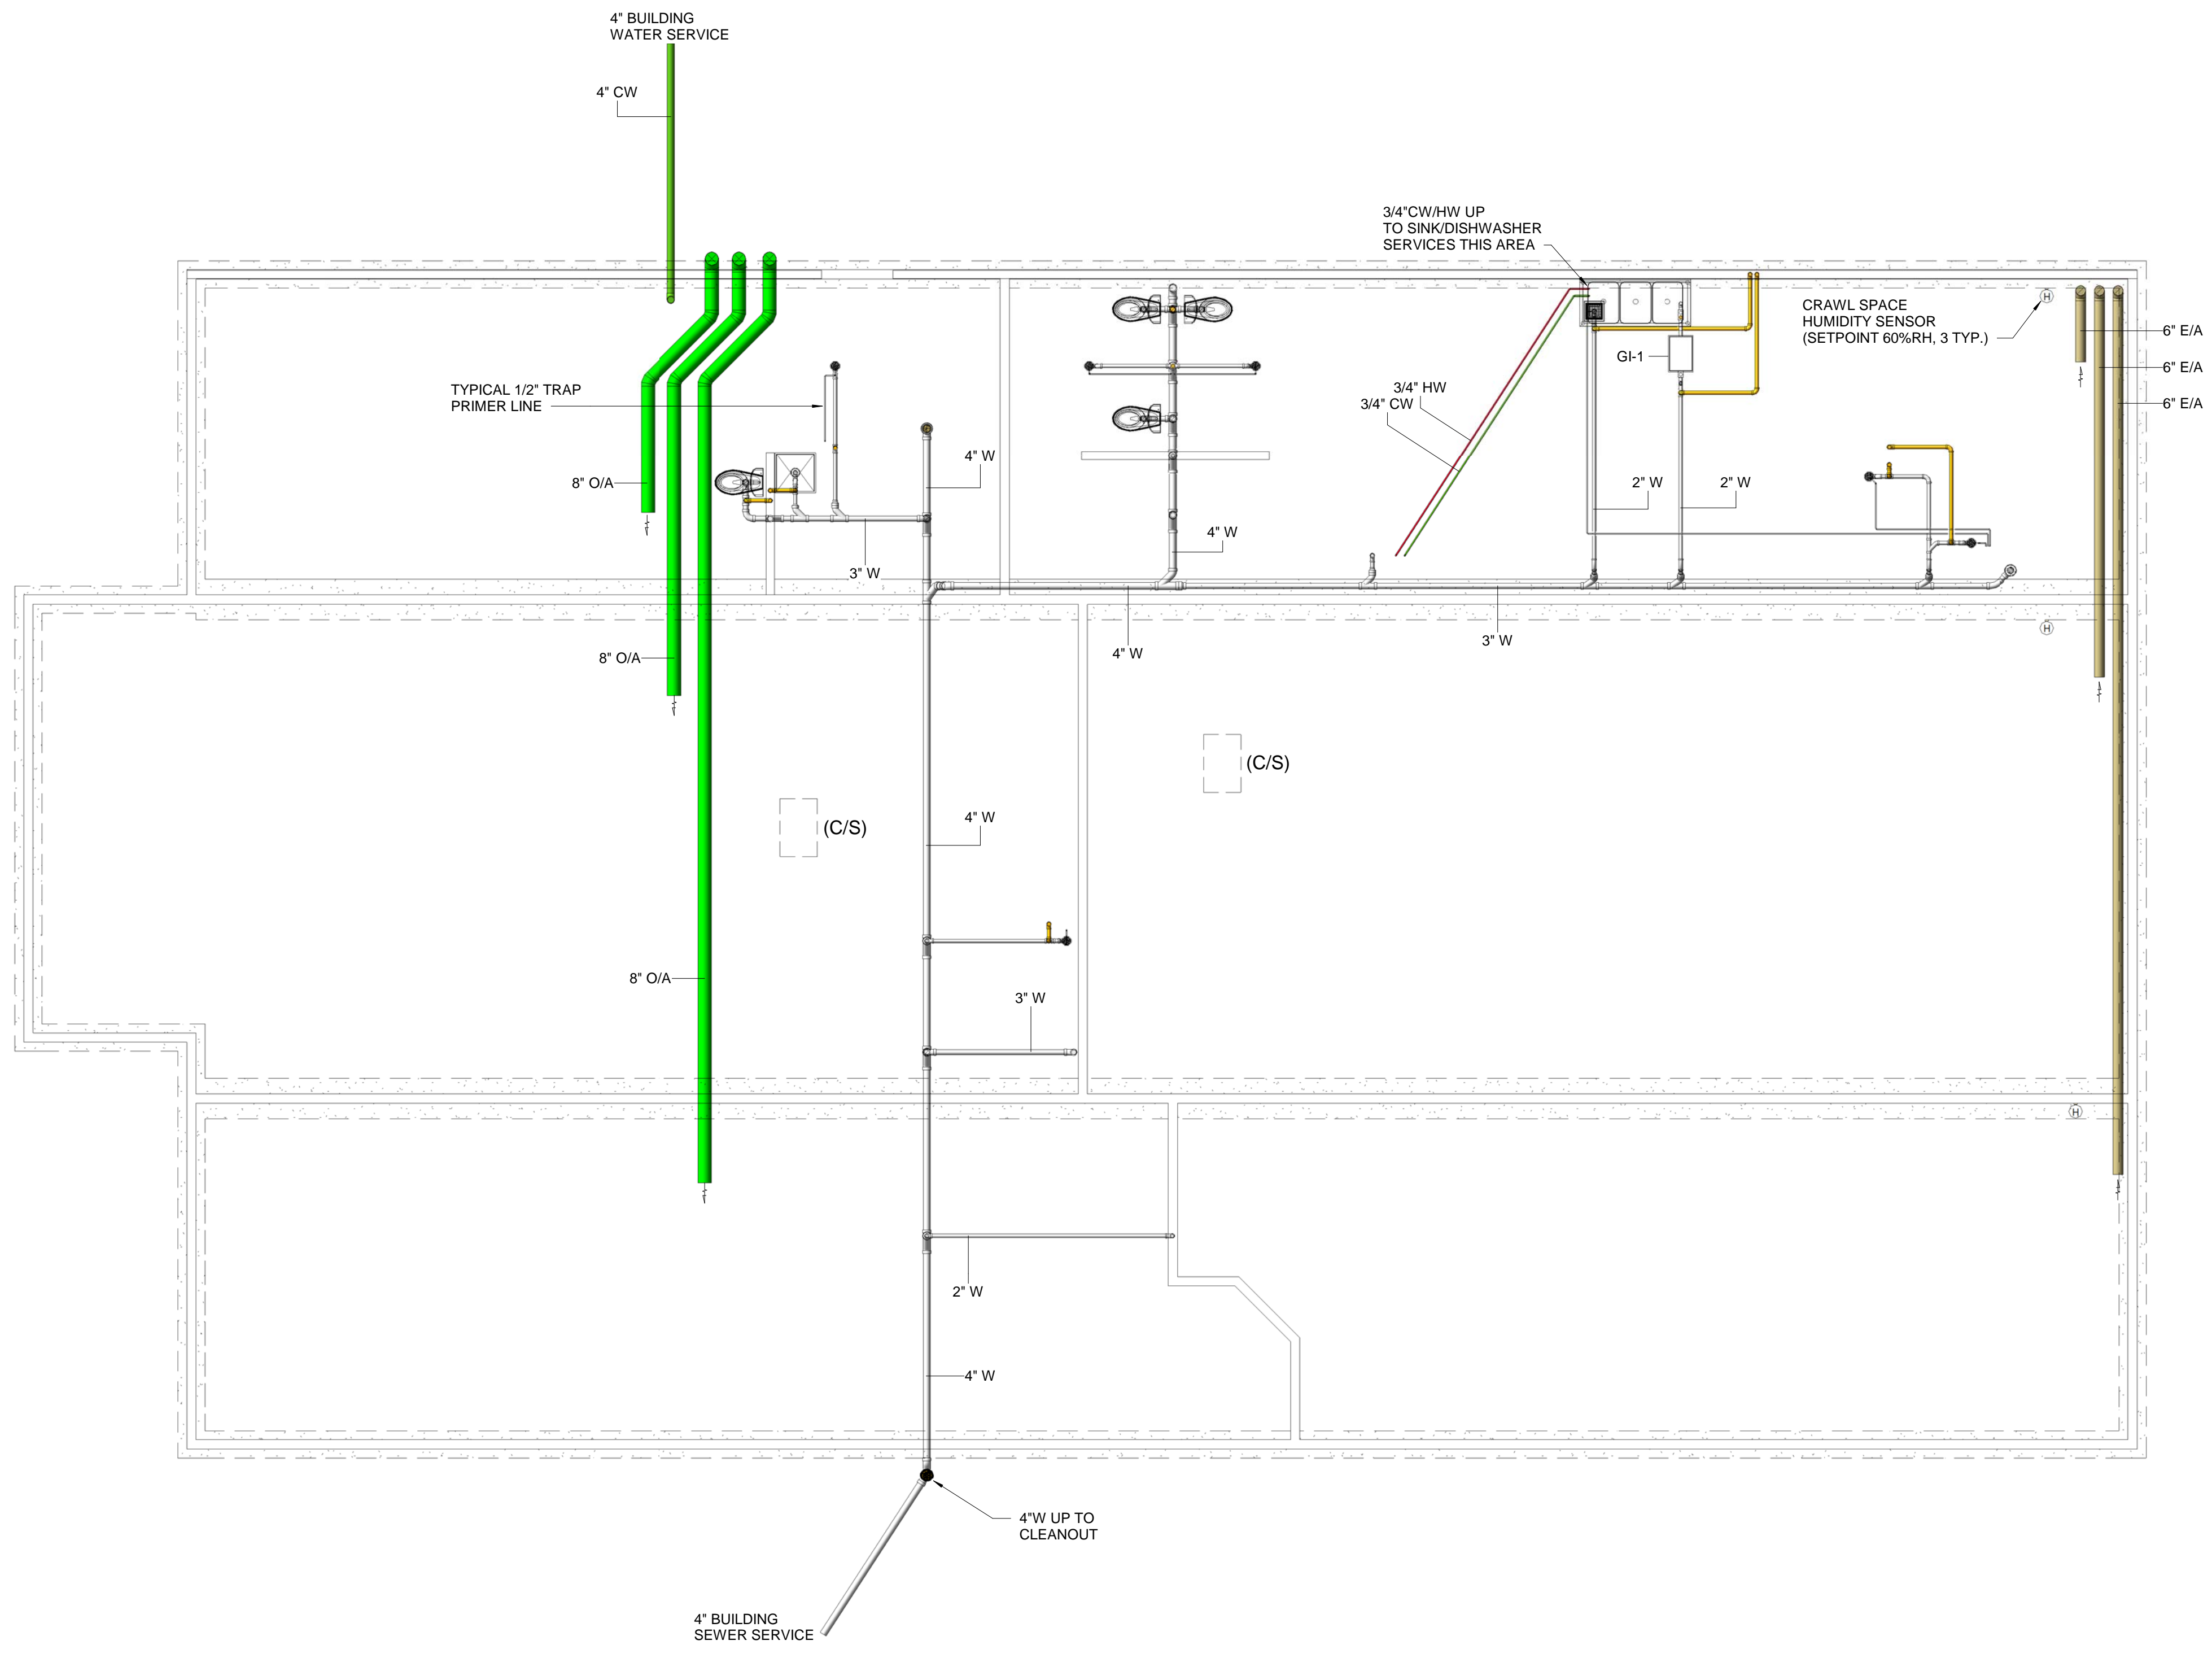 4" BUILDING
WATER SERVICE
4" CW
3/4"CW/HW UP
TO SINK/DISHWASHER
SERVICES THIS AREA
CRAWL SPACE
HUMIDITY SENSOR
(SETPOINT 60%RH, 3 TYP.)
H
6" E/A
6" E/A
6" E/A
GI-1
TYPICAL 1/2" TRAP
PRIMER LINE
3/4" HW
3/4" CW
8" O/A
4" W
2" W
2" W
4" W
3" W
H
3" W
4" W
8" O/A
(C/S)
(C/S)
4" W
8" O/A
3" W
H
2" W
4" W
4"W UP TO
CLEANOUT
4" BUILDING
SEWER SERVICE